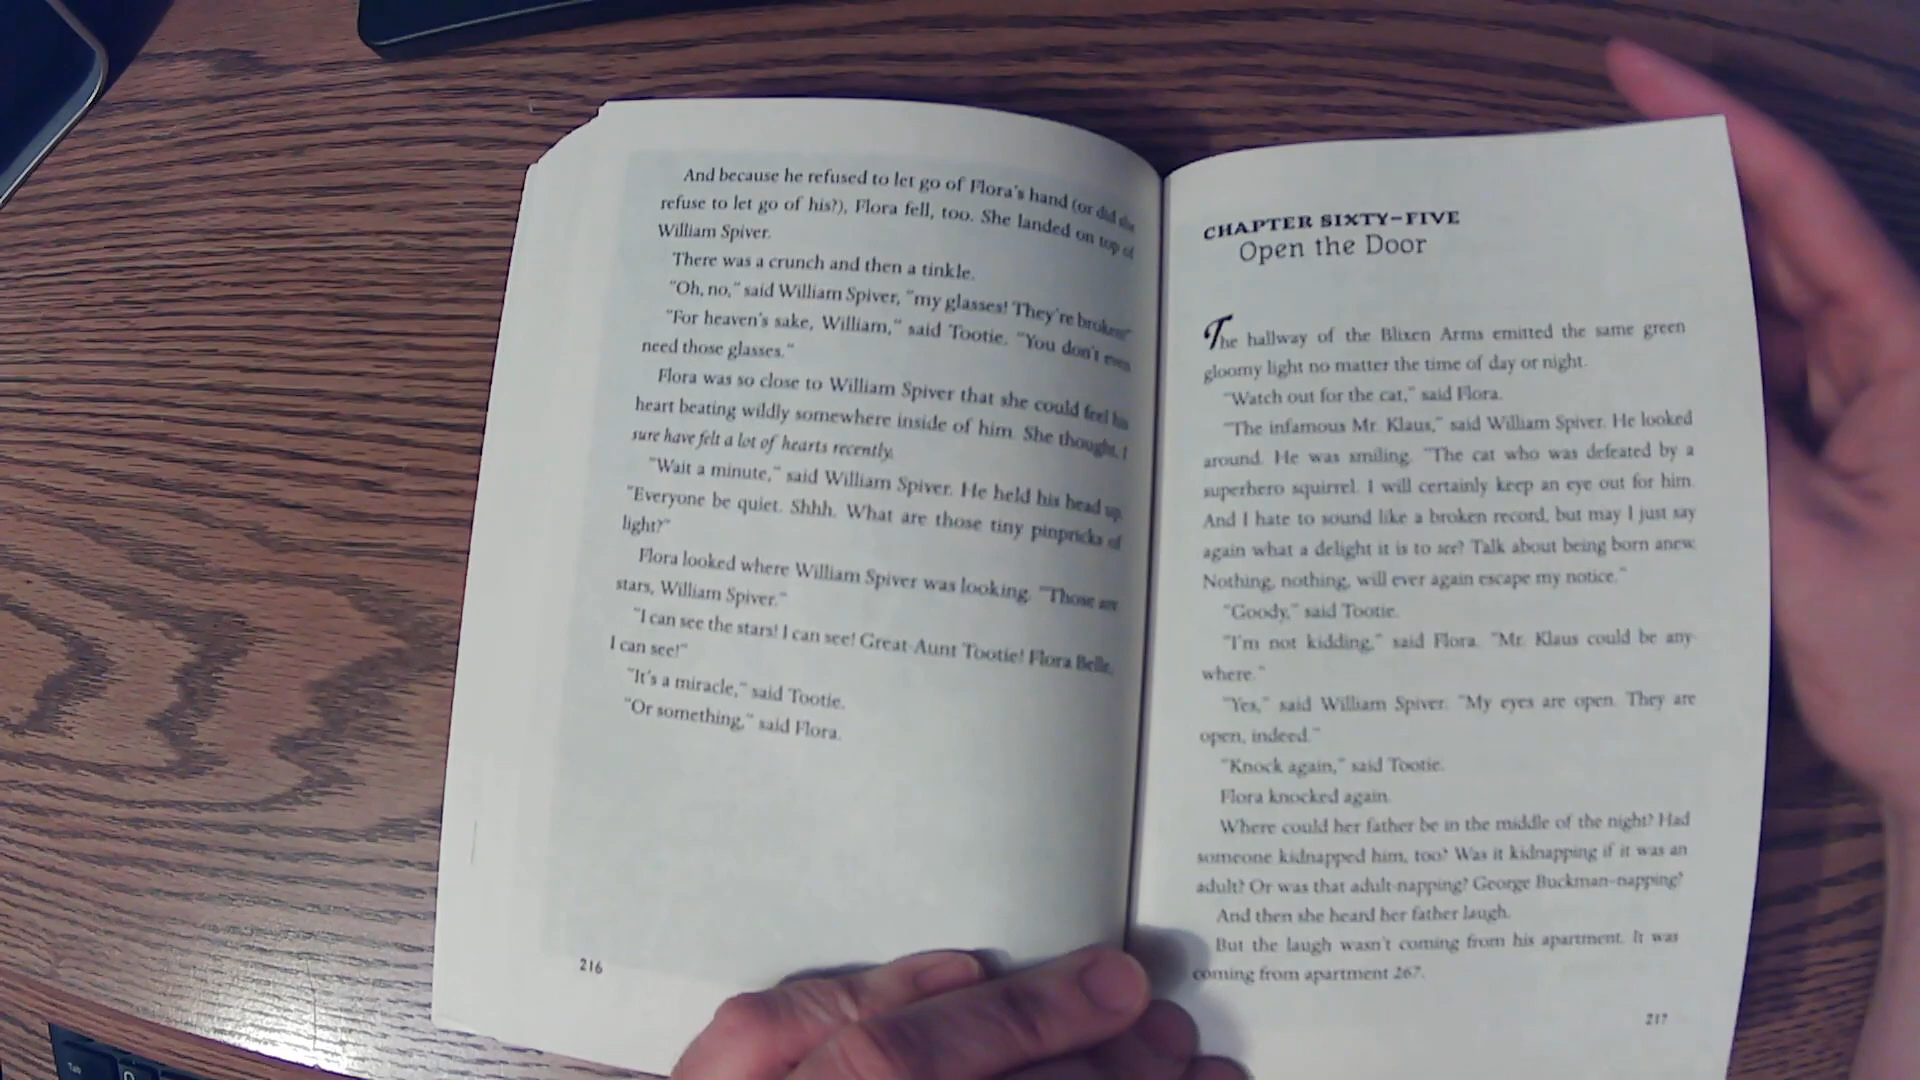 And because he refused to let go of Flora's hand (or did she
refuse to let go of his?), Flora fell, too. She landed on top of
William Spiver.
There was a crunch and then a tinkle.
"Oh, no," said William Spiver, "my glasses! They're broken!"
"For heaven's sake, William," said Tootie. "You don't even
need those glasses."
Flora was so close to William Spiver that she could feel his
heart beating wildly somewhere inside of him. She thought, I
sure have felt a lot of hearts recently.
"Wait a minute," said William Spiver. He held his head up.
"Everyone be quiet. Shhh. What are those tiny pinpricks of
light?"
Flora looked where William Spiver was looking. "Those are
stars, William Spiver."
"I can see the stars! I can see! Great-Aunt Tootie! Flora Belle,
I can see!"
"It's a miracle," said Tootie.
"Or something," said Flora.
216
CHAPTER SIXTY-FIVE
Open the Door
The hallway of the Blixen Arms emitted the same green
gloomy light no matter the time of day or night.
"Watch out for the cat," said Flora.
"The infamous Mr. Klaus," said William Spiver. He looked
around. He was smiling. "The cat who was defeated by a
superhero squirrel. I will certainly keep an eye out for him.
And I hate to sound like a broken record, but may I just say
again what a delight it is to see? Talk about being born anew.
Nothing, nothing, will ever again escape my notice."
"Goody," said Tootie.
"I'm not kidding," said Flora. "Mr. Klaus could be any-
where."
"Yes," said William Spiver. "My eyes are open. They are
open, indeed."
"Knock again," said Tootie.
Flora knocked again.
Where could her father be in the middle of the night? Had
someone kidnapped him, too? Was it kidnapping if it was an
adult? Or was that adult-napping? George Buckman–napping?
And then she heard her father laugh.
But the laugh wasn't coming from his apartment. It was
coming from apartment 267.
217
Tab